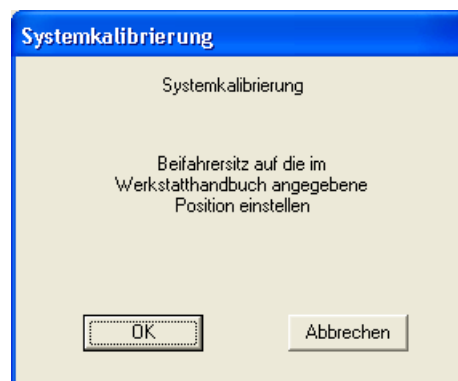 Systemkalibrierung
Systemkalibrierung
Beifahrersitz auf die im
Werkstatthandbuch angegebene
Position einstellen
OK
Abbrechen